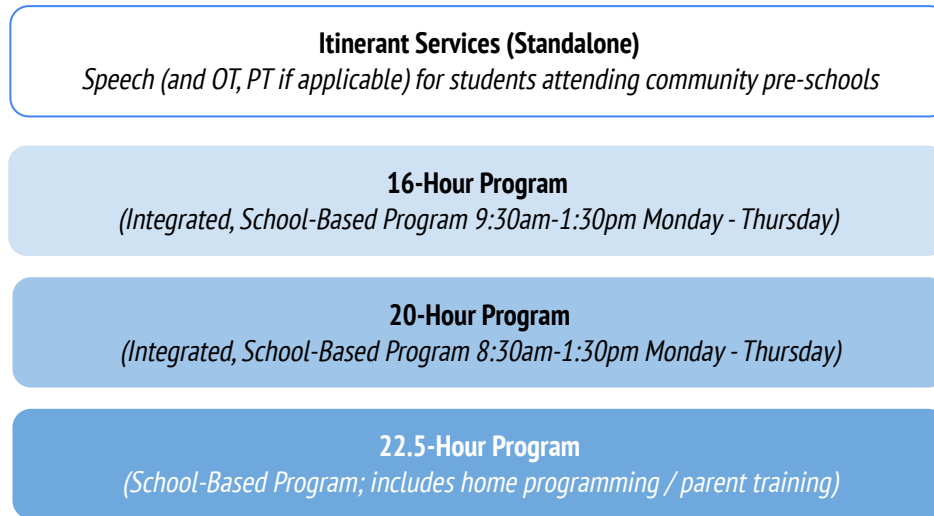 Itinerant Services (Standalone)
Speech (and OT, PT if applicable) for students attending community pre-schools
16-Hour Program
(Integrated, School-Based Program 9:30am-1:30pm Monday - Thursday)
20-Hour Program
(Integrated, School-Based Program 8:30am-1:30pm Monday - Thursday)
22.5-Hour Program
(School-Based Program; includes home programming / parent training)